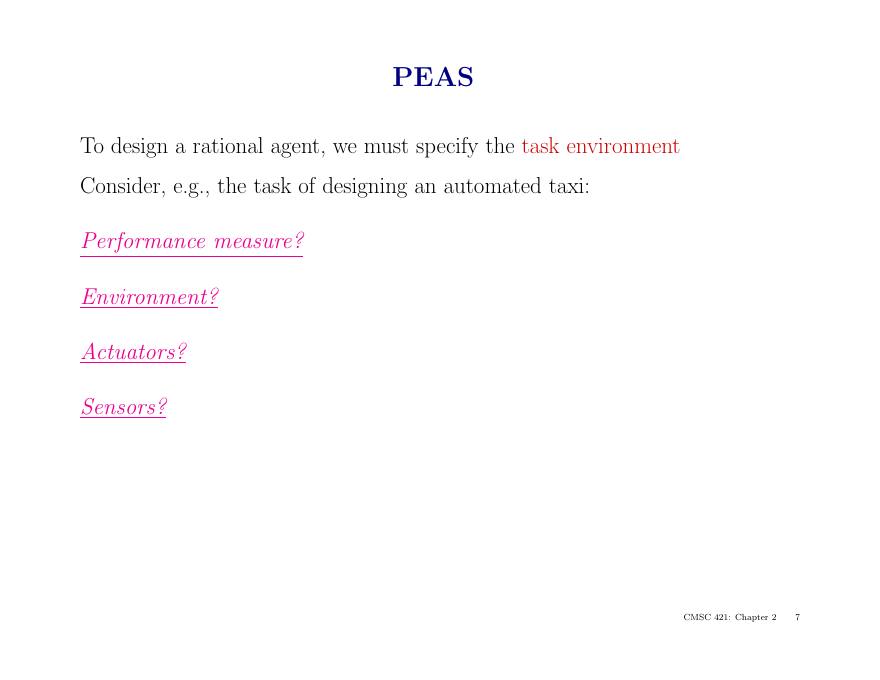 PEAS
To design a rational agent, we must specify the task environment
Consider, e.g., the task of designing an automated taxi:
Performance measure?
Environment?
Actuators?
Sensors?
CMSC 421: Chapter 2 7